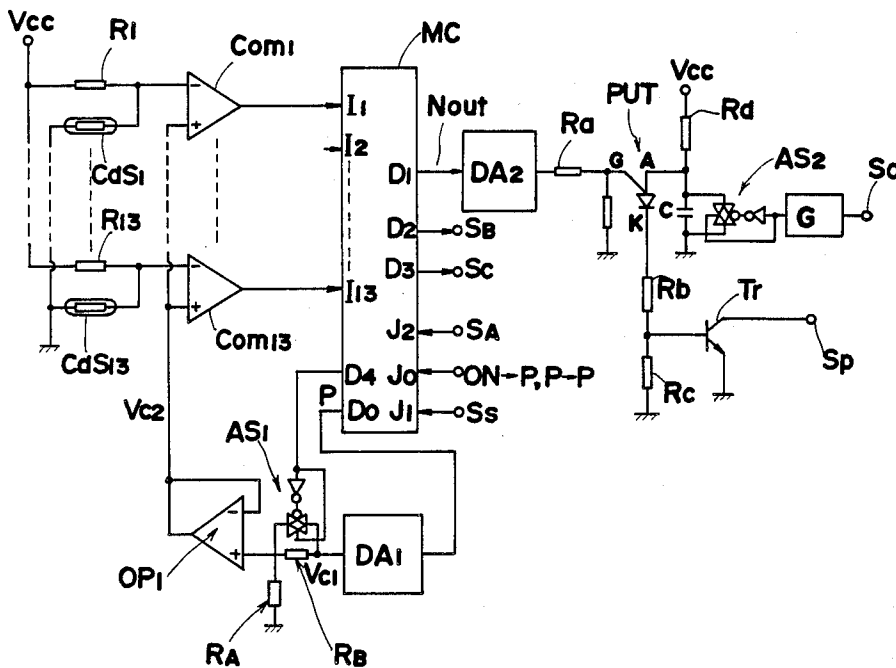 Vcc
R1
Com1
MC
CdS1
R13
CdS13
Com13
I1
I2
I13
D1
D2
D3
D4
D0
J2
J0
J1
Nout
DA2
Ra
PUT
G
A
K
Vcc
Rd
C
AS2
G
SB
SC
SA
ON→P, P→P
SS
Rb
Rc
Tr
Sp
P
Vc2
AS1
OP1
RA
RB
Vc1
DA1